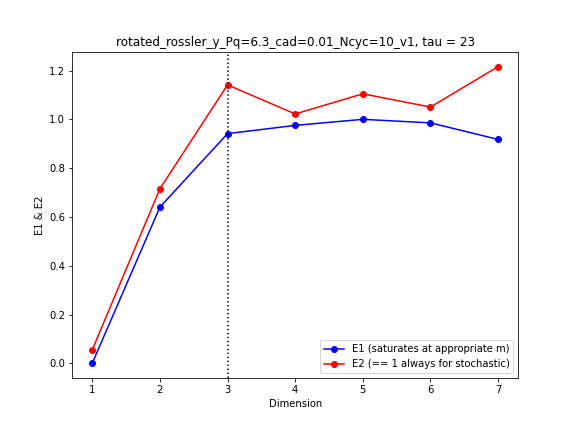 rotated_rossler_y_Pq=6.3_cad=0.01_Ncyc=10_v1, tau = 23
1.2
1.0
0.8
0.6
0.4
0.2
0.0
E1 & E2
E1 (saturates at appropriate m)
E2 (== 1 always for stochastic)
1 2 3 4 5 6 7
Dimension